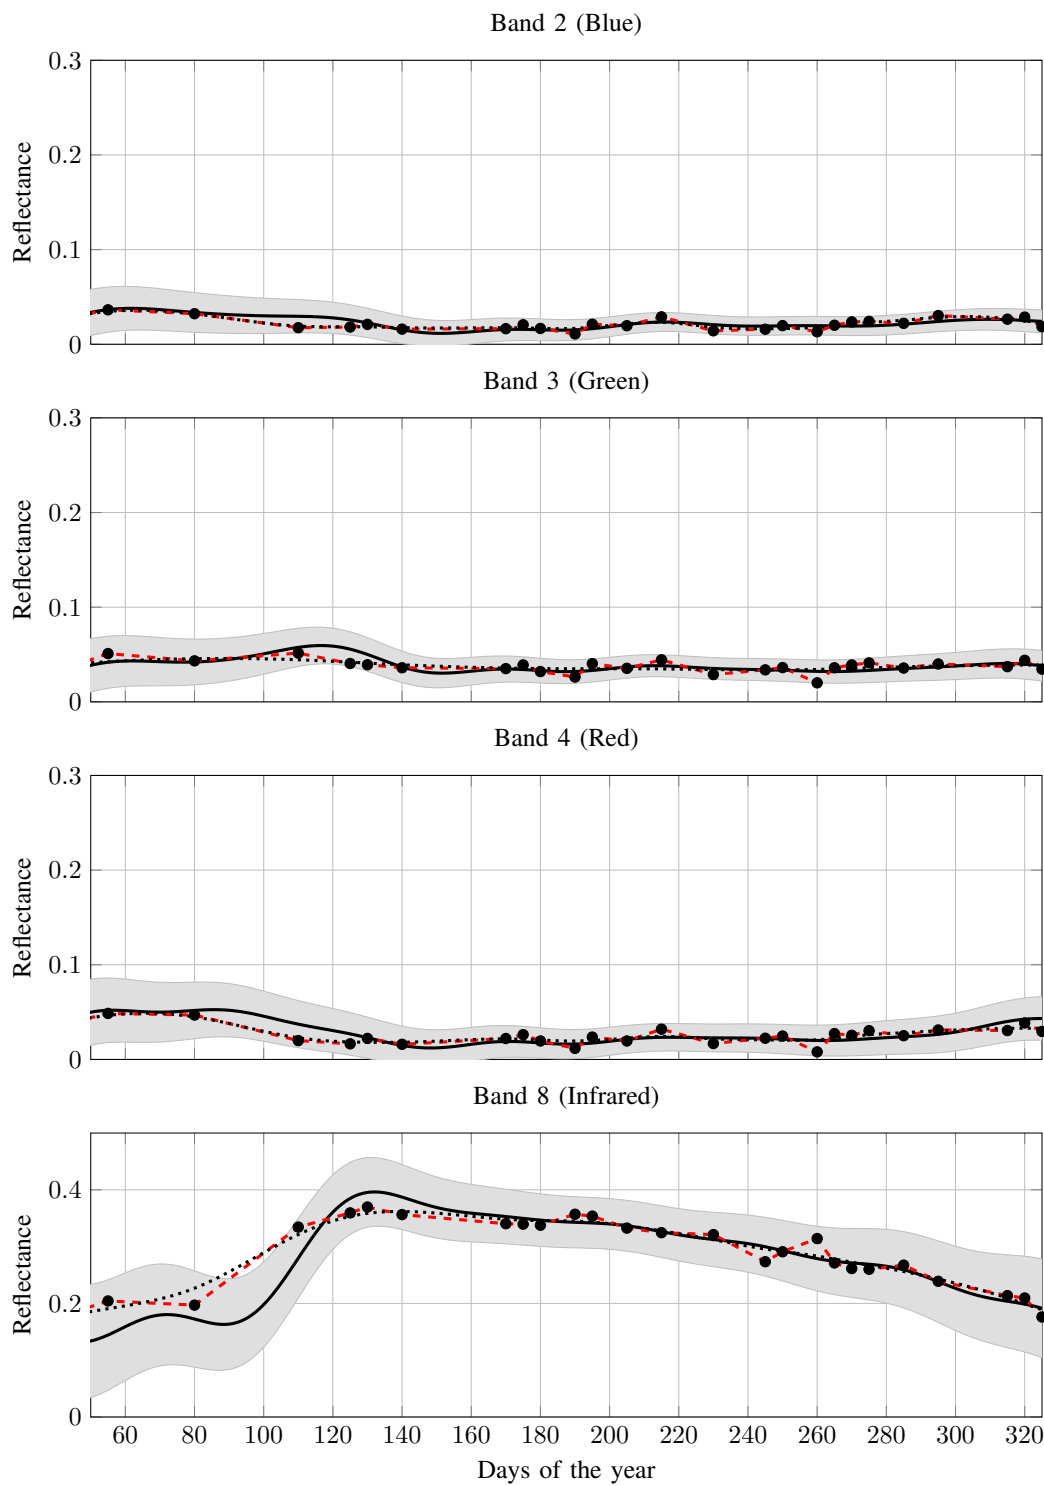 Band 2 (Blue)
0.3
0.2
0.1
0
Reflectance
Band 3 (Green)
0.3
0.2
0.1
0
Reflectance
Band 4 (Red)
0.3
0.2
0.1
0
Reflectance
Band 8 (Infrared)
0.4
0.2
0
Reflectance
60 80 100 120 140 160 180 200 220 240 260 280 300 320
Days of the year